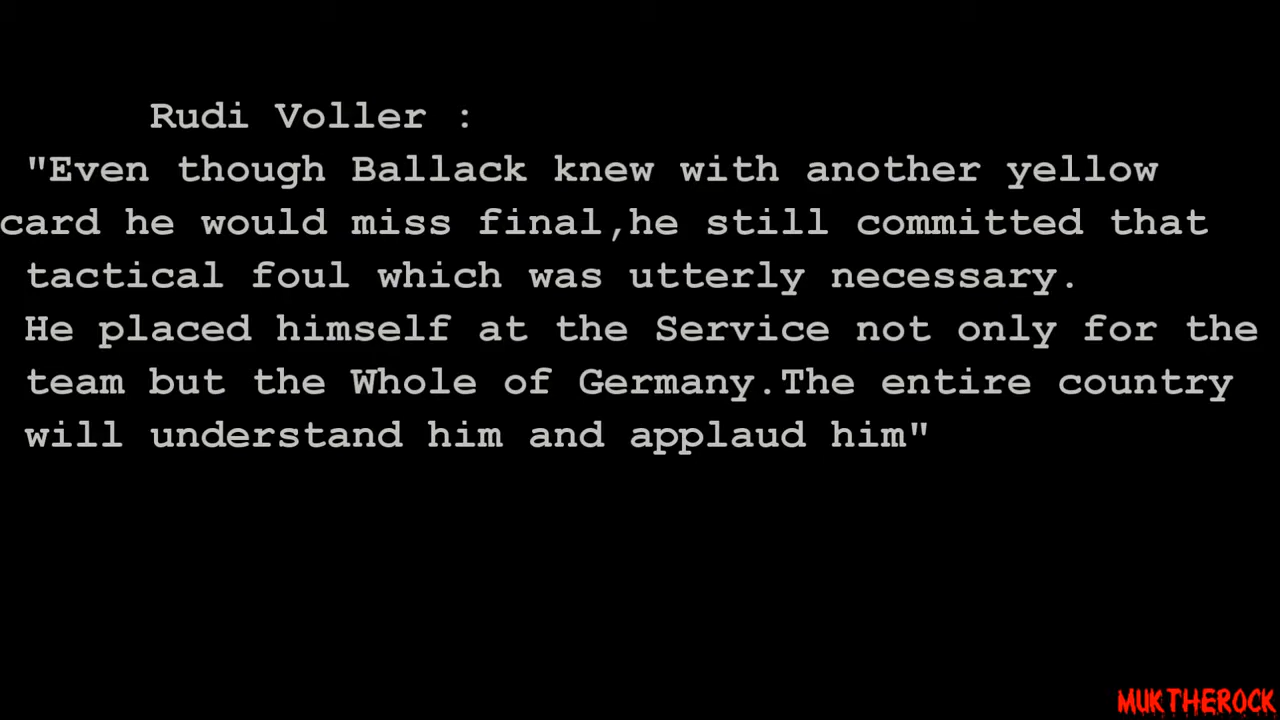 Rudi Voller :
"Even though Ballack knew with another yellow
card he would miss final,he still committed that
tactical foul which was utterly necessary.
He placed himself at the Service not only for the
team but the Whole of Germany.The entire country
will understand him and applaud him"
MUKTHEROCK